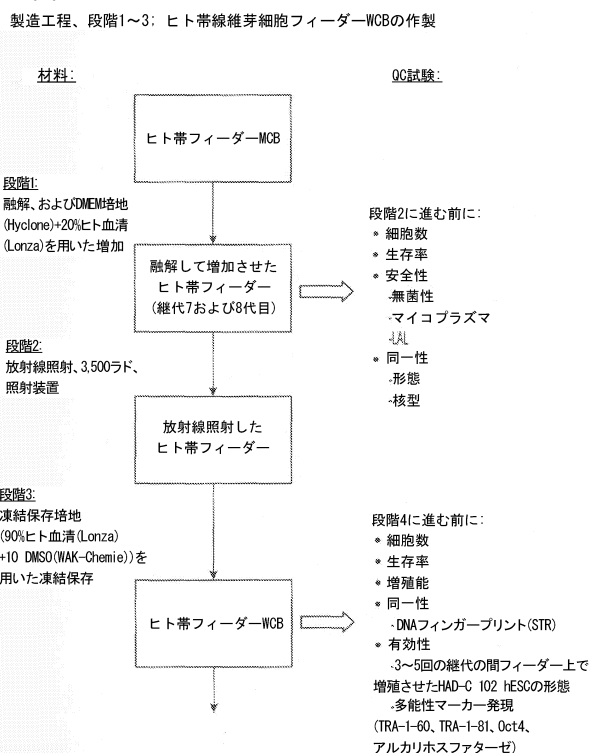 製造工程、段階1～3: ヒト帯線維芽細胞フィーダーWCBの作製
材料:
QC試験:
ヒト帯フィーダーMCB
段階1:
融解、およびDMEM培地
(Hyclone)+20%ヒト血清
(Lonza)を用いた増加
融解して増加させた
ヒト帯フィーダー
(継代7および8代目)
段階2に進む前に:
* 細胞数
* 生存率
* 安全性
-無菌性
-マイコプラズマ
-LAL
* 同一性
-形態
-核型
段階2:
放射線照射、3,500ラド、
照射装置
放射線照射した
ヒト帯フィーダー
段階3:
凍結保存培地
(90%ヒト血清(Lonza)
+10 DMSO(WAK-Chemie))を
用いた凍結保存
ヒト帯フィーダーWCB
段階4に進む前に:
* 細胞数
* 生存率
* 増殖能
* 同一性
-DNAフィンガープリント(STR)
* 有効性
-3～5回の継代の間フィーダー上で
増殖させたHAD-C 102 hESCの形態
-多能性マーカー発現
(TRA-1-60、TRA-1-81、Oct4、
アルカリホスファターゼ)